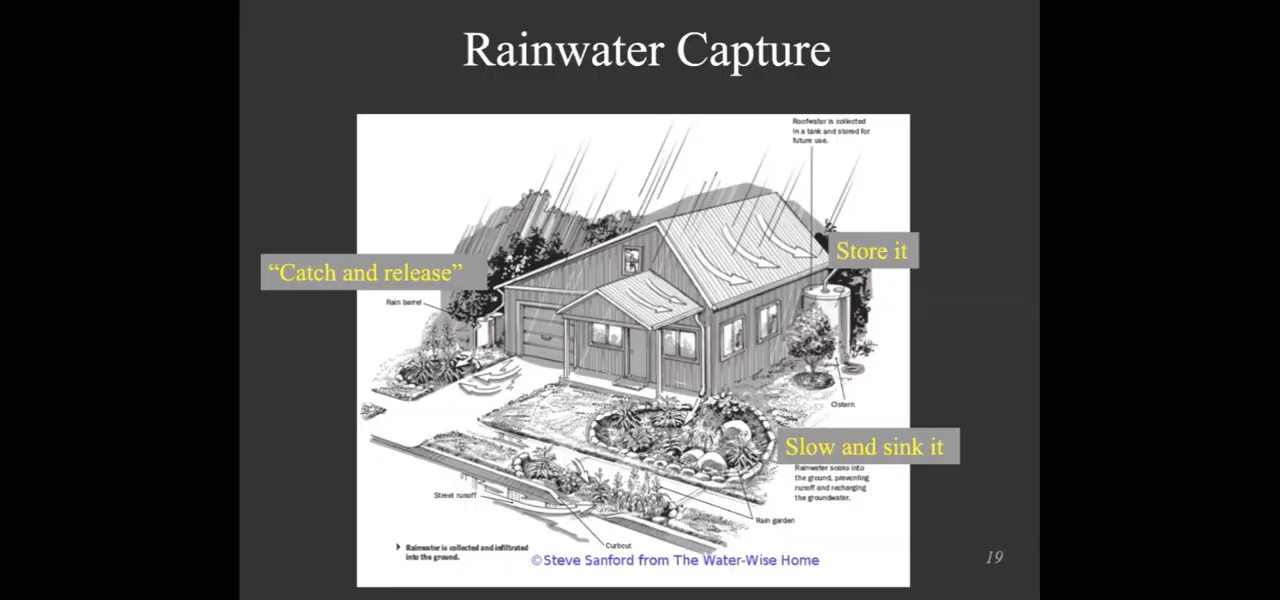 Rainwater Capture
Roofwater is collected
in a tank and stored for
future use.
Store it
“Catch and release”
Rain barrel
Cistern
Slow and sink it
Rainwater soaks into
the ground, preventing
runoff and recharging
the groundwater.
Street runoff
Rain garden
Curbcut
Rainwater is collected and infiltrated
into the ground.
©Steve Sanford from The Water-Wise Home
19